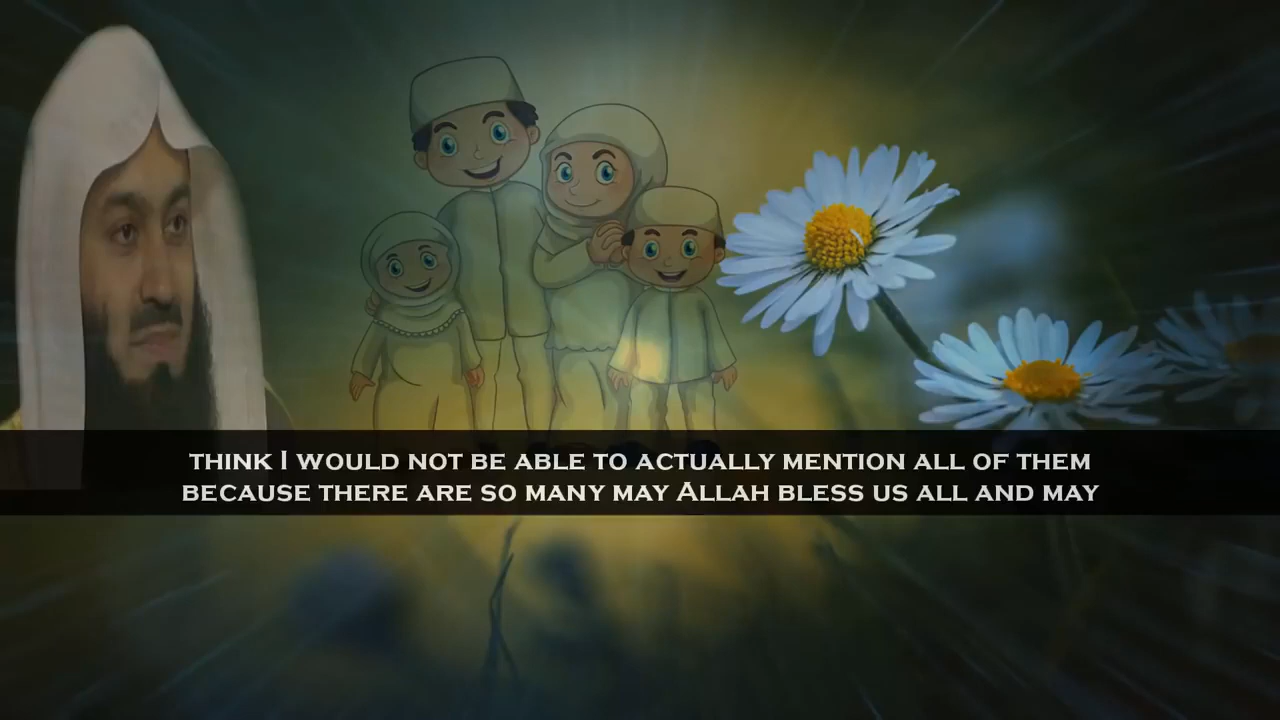 THINK I WOULD NOT BE ABLE TO ACTUALLY MENTION ALL OF THEM
BECAUSE THERE ARE SO MANY MAY ALLAH BLESS US ALL AND MAY